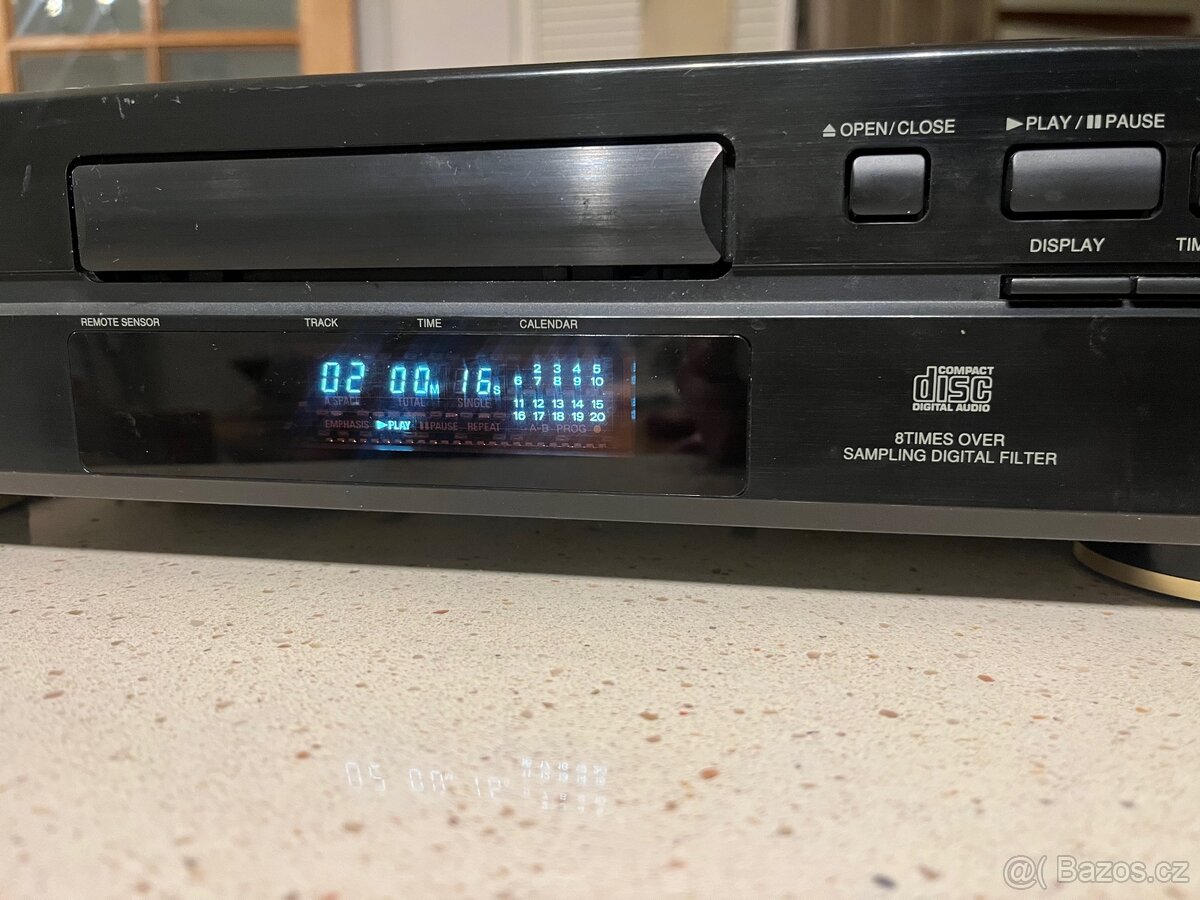 ⏏ OPEN/CLOSE
▶PLAY/❚❚PAUSE
DISPLAY
REMOTE SENSOR
TRACK TIME CALENDAR
02 00M 16S
2 3 4 5
6 7 8 9 10
A.SPACE TOTAL SINGLE
11 12 13 14 15
16 17 18 19 20
EMPHASIS ▶PLAY ❚❚PAUSE REPEAT A-B PROG
COMPACT
disc
DIGITAL AUDIO
8TIMES OVER
SAMPLING DIGITAL FILTER
@( Bazos.cz